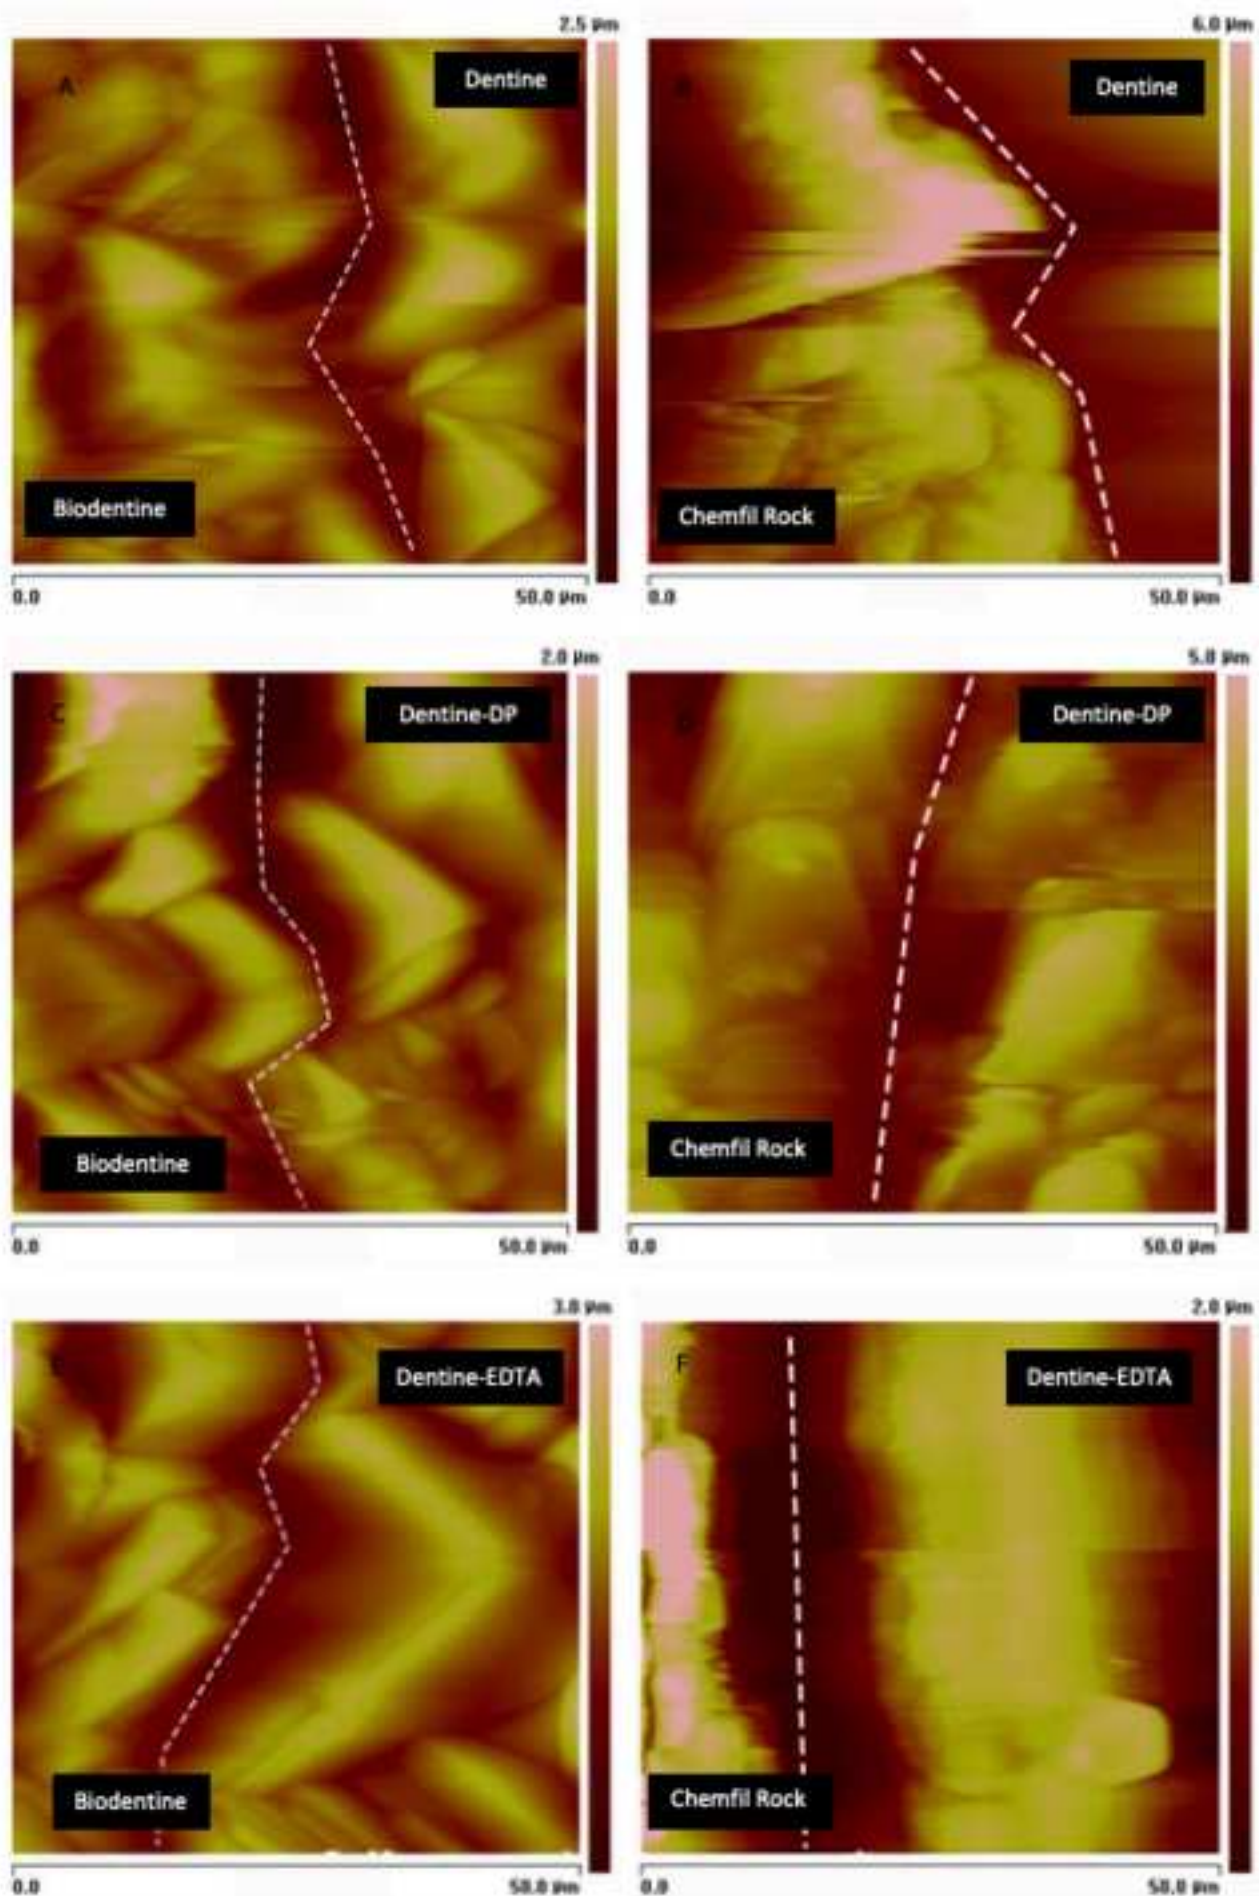 2.5 µm
A
Dentine
Biodentine
0.0
50.0 µm
6.0 µm
Dentine
Chemfil Rock
0.0
50.0 µm
2.0 µm
C
Dentine-DP
Biodentine
0.0
50.0 µm
5.0 µm
Dentine-DP
Chemfil Rock
0.0
50.0 µm
3.0 µm
Dentine-EDTA
Biodentine
0.0
50.0 µm
2.0 µm
F
Dentine-EDTA
Chemfil Rock
0.0
50.0 µm